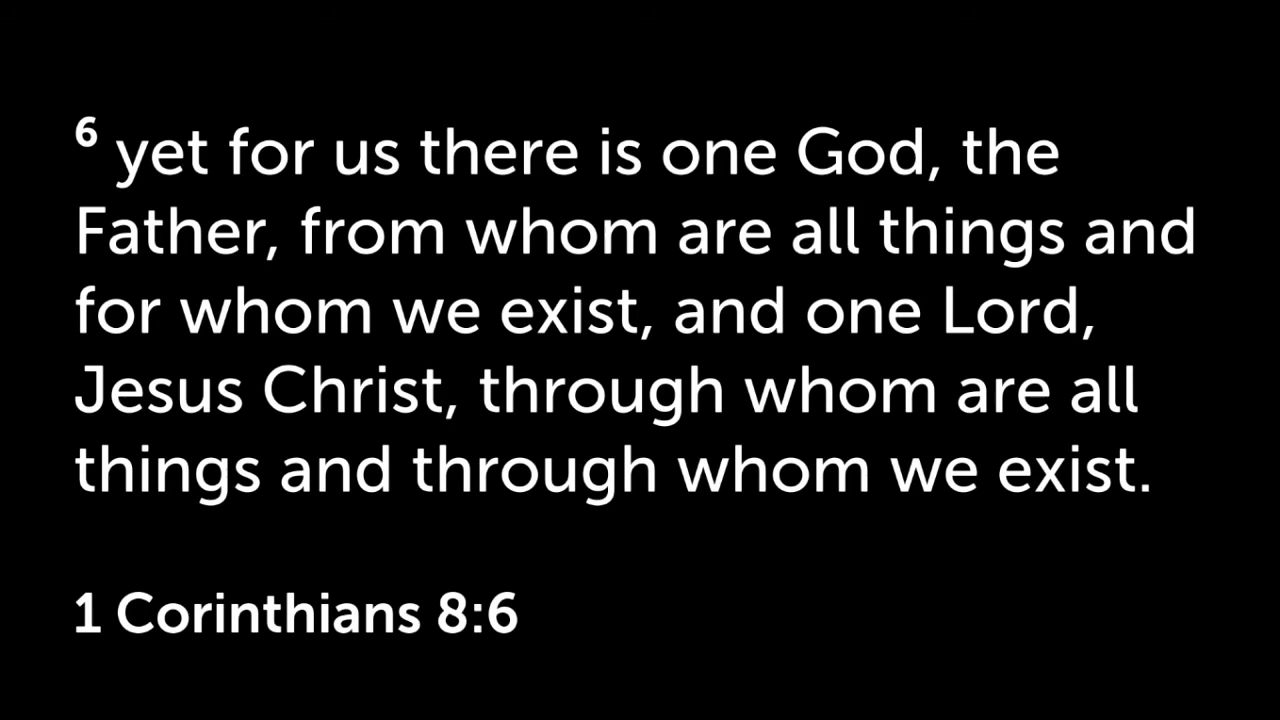 6 yet for us there is one God, the
Father, from whom are all things and
for whom we exist, and one Lord,
Jesus Christ, through whom are all
things and through whom we exist.
1 Corinthians 8:6